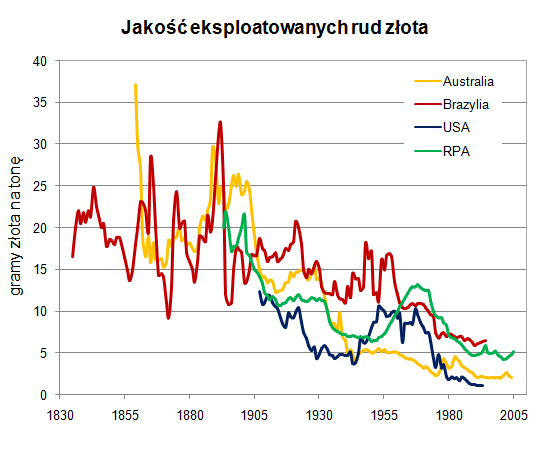 Jakość eksploatowanych rud złota
gramy złota na tonę
40
35
30
25
20
15
10
5
0
Australia
Brazylia
USA
RPA
1830 1855 1880 1905 1930 1955 1980 2005